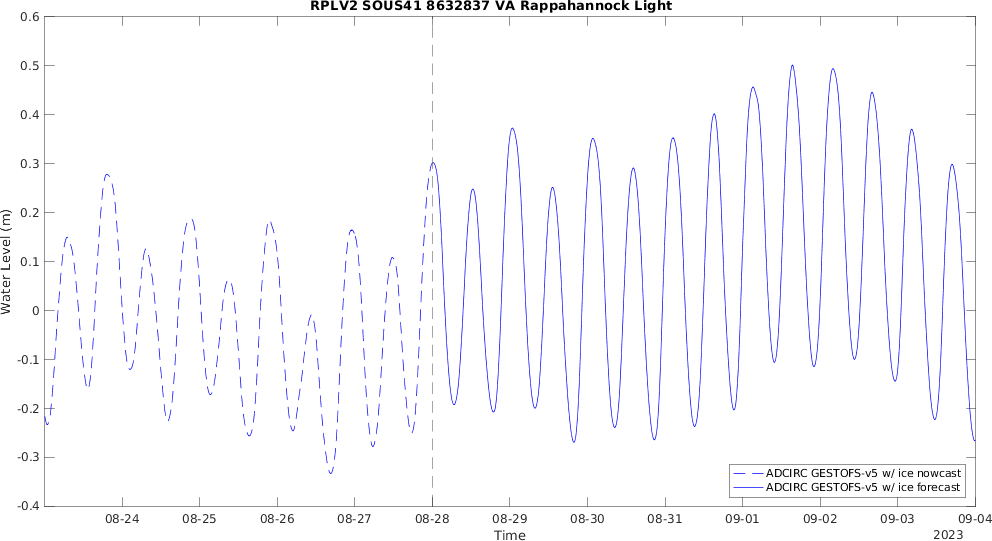 RPLV2 SOUS41 8632837 VA Rappahannock Light
0.6
0.5
0.4
0.3
0.2
0.1
0
-0.1
-0.2
-0.3
-0.4
Water Level (m)
ADCIRC GESTOFS-v5 w/ ice nowcast
ADCIRC GESTOFS-v5 w/ ice forecast
08-24 08-25 08-26 08-27 08-28 08-29 08-30 08-31 09-01 09-02 09-03 09-04
Time
2023